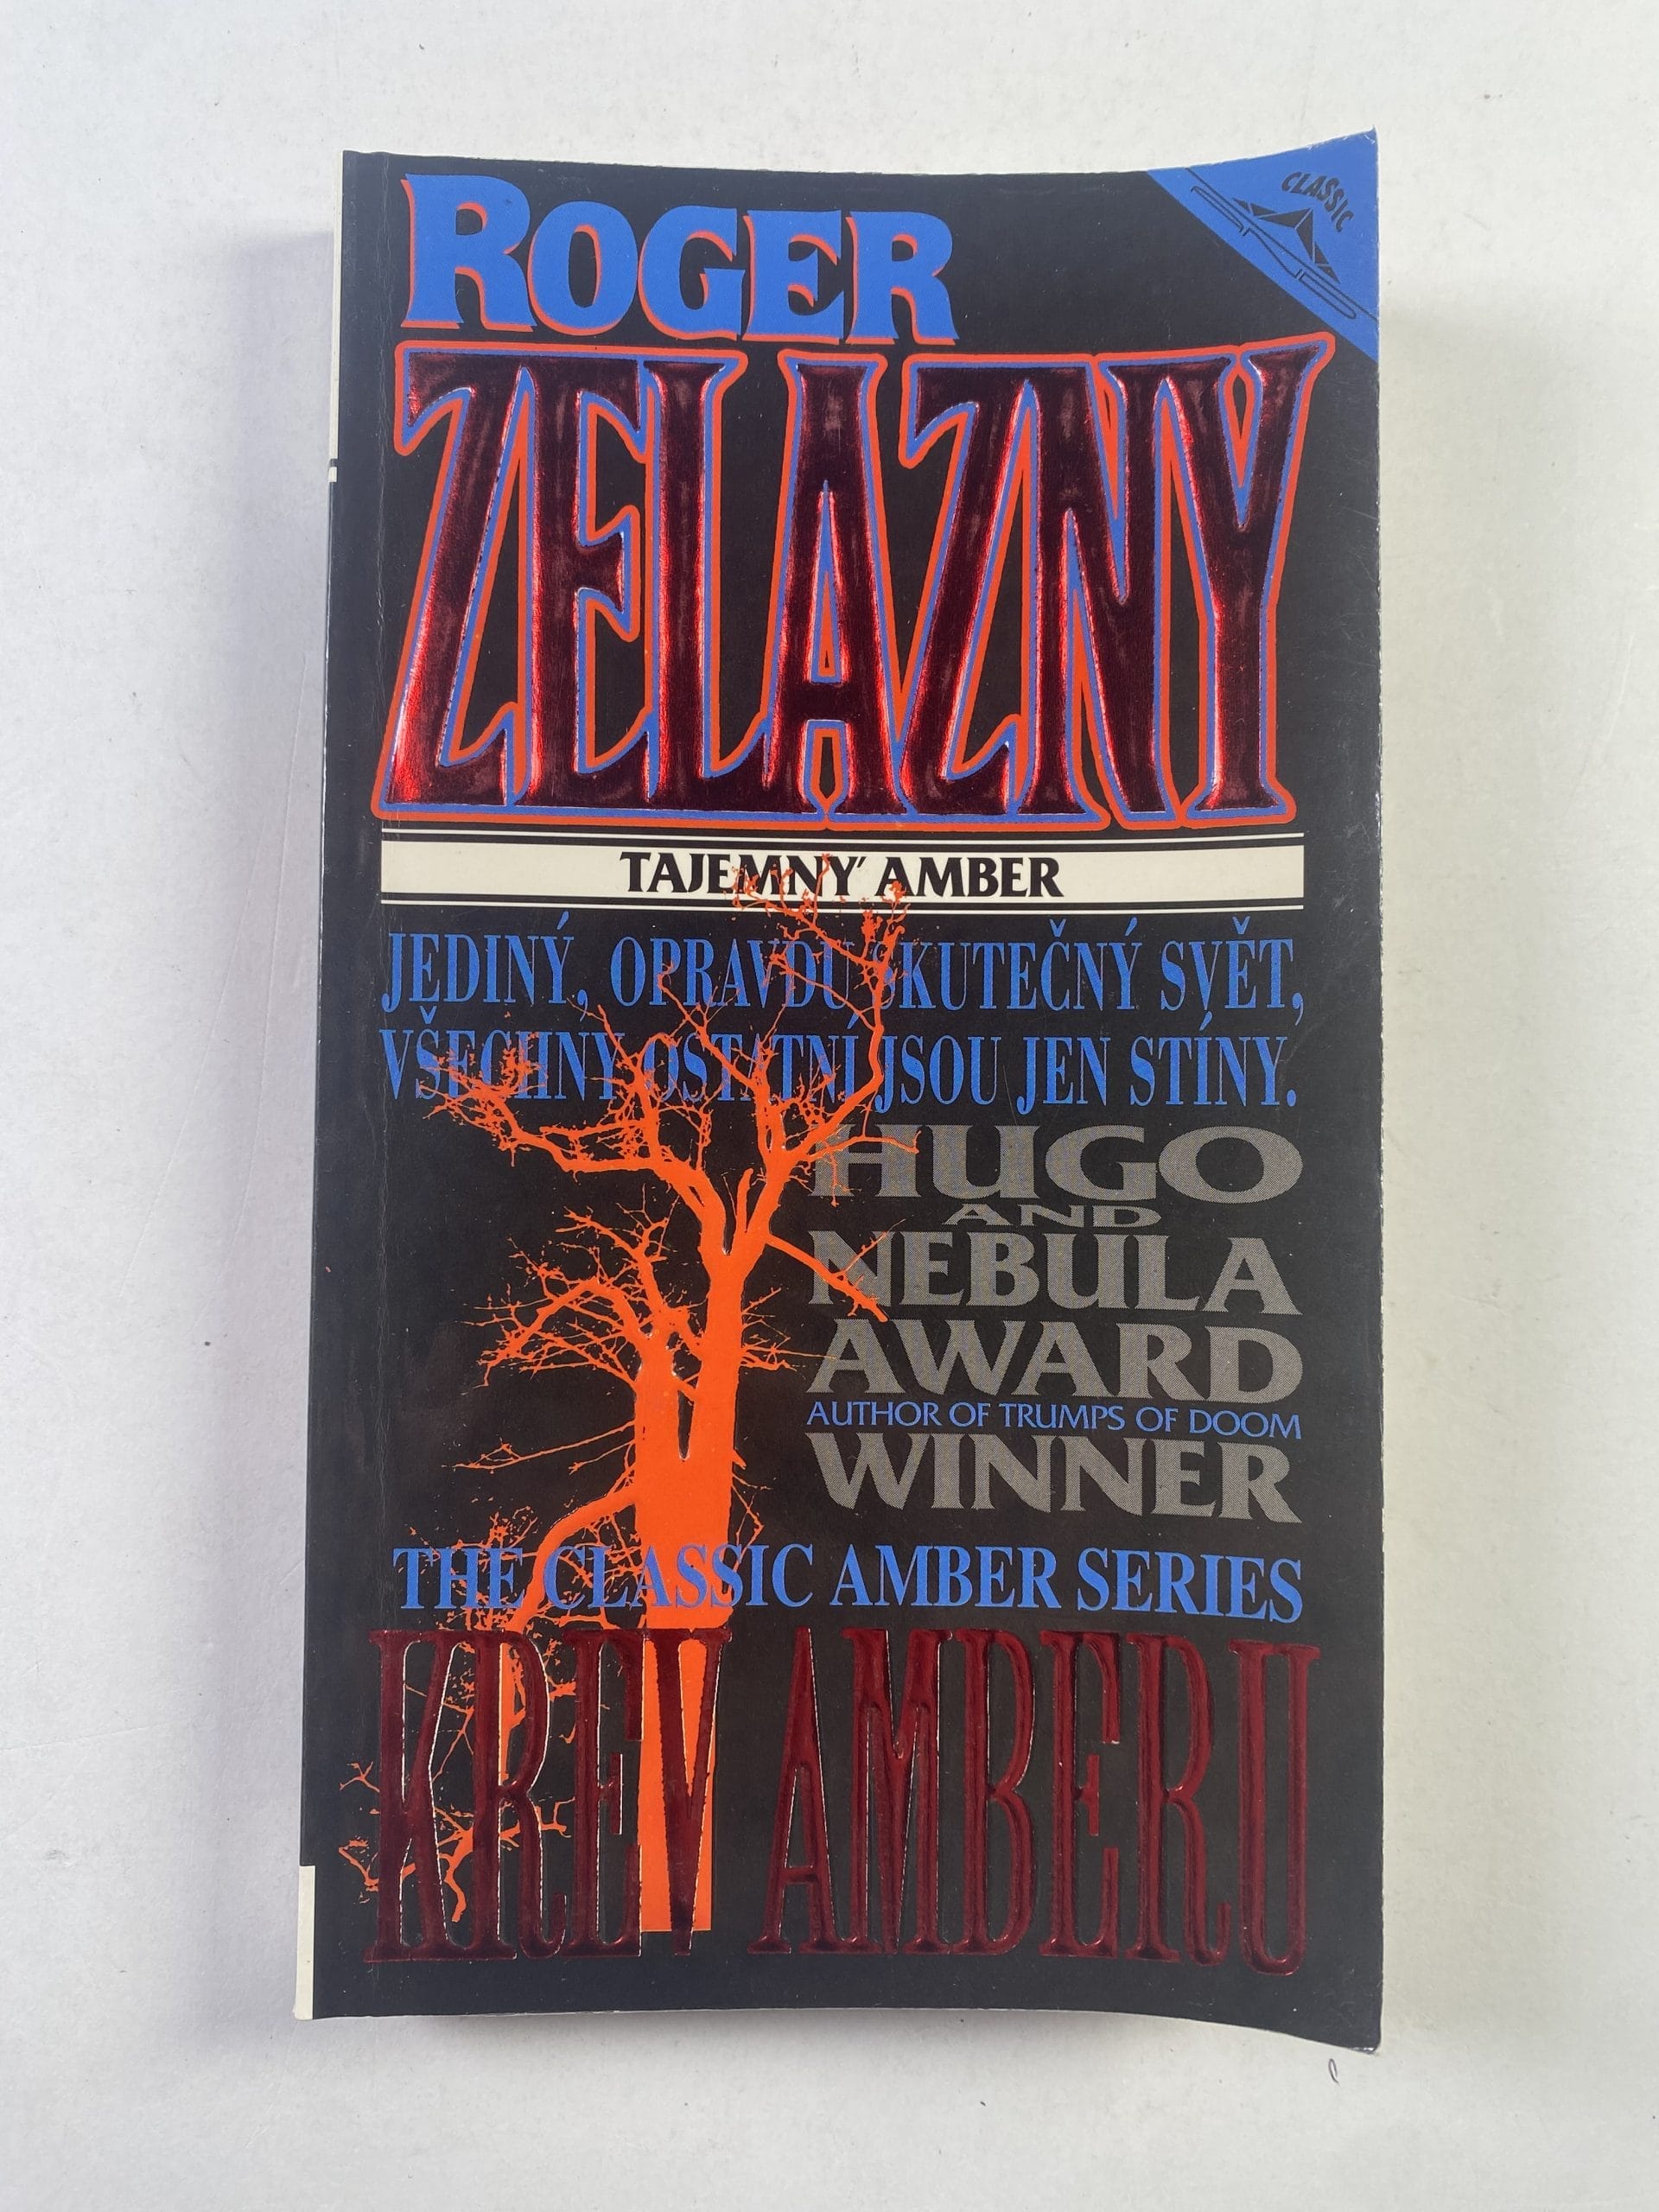 ROGER
CLASSIC
ZELAZNY
TAJEMNY´ AMBER
JEDINÝ, OPRAVDU SKUTEČNÝ SVĚT,
VŠECHNY OSTATNÍ JSOU JEN STÍNY.
HUGO
AND
NEBULA
AWARD
AUTHOR OF TRUMPS OF DOOM
WINNER
THE CLASSIC AMBER SERIES
KREV AMBERU